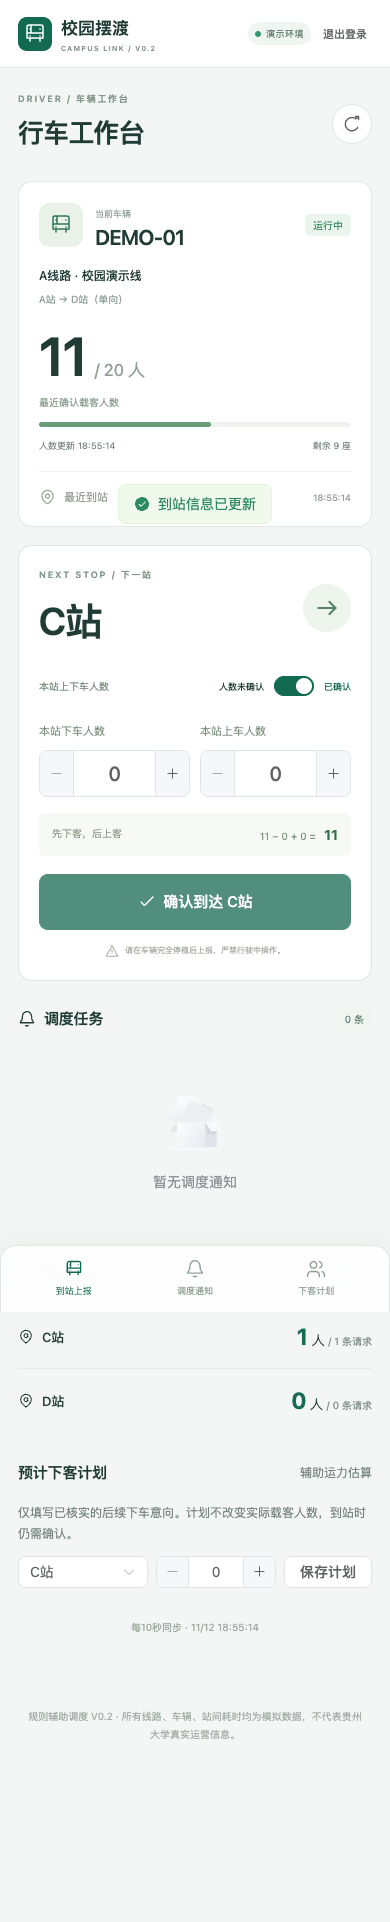 校园摆渡
CAMPUS LINK / V0.2
演示环境
退出登录
DRIVER / 车辆工作台
行车工作台
当前车辆
DEMO-01
运行中
A线路 · 校园演示线
A站 → D站（单向）
11 / 20 人
最近确认载客人数
人数更新 18:55:14
剩余 9 座
最近到站
到站信息已更新
18:55:14
NEXT STOP / 下一站
C站
本站上下车人数
人数未确认
已确认
本站下车人数
本站上车人数
0
0
先下客，后上客
11 − 0 + 0 = 11
确认到达 C站
请在车辆完全停稳后上报，严禁行驶中操作。
调度任务
0 条
暂无调度通知
到站上报
调度通知
下客计划
C站
1 人 / 1 条请求
D站
0 人 / 0 条请求
预计下客计划
辅助运力估算
仅填写已核实的后续下车意向。计划不改变实际载客人数，到站时
仍需确认。
C站
0
保存计划
每10秒同步 · 11/12 18:55:14
规则辅助调度 V0.2 · 所有线路、车辆、站间耗时均为模拟数据，不代表贵州
大学真实运营信息。